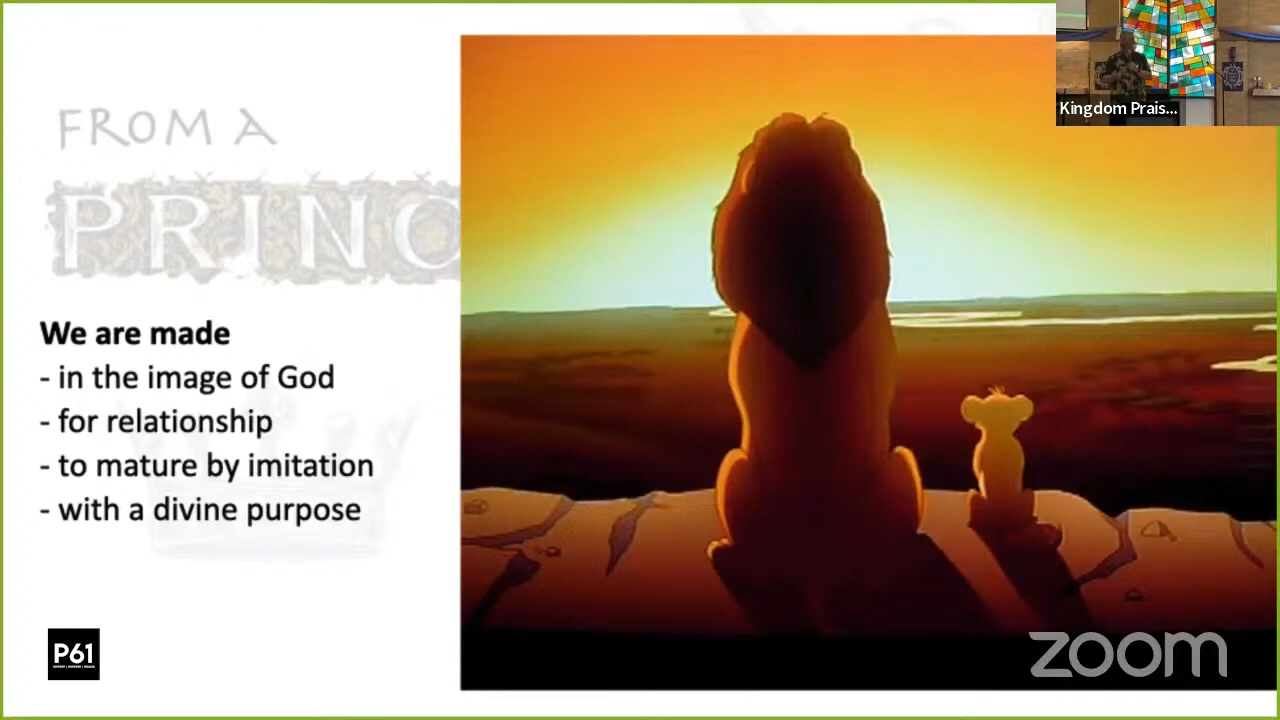 FROM A
PRINC
We are made
- in the image of God
- for relationship
- to mature by imitation
- with a divine purpose
P61
Kingdom Prais...
zoom